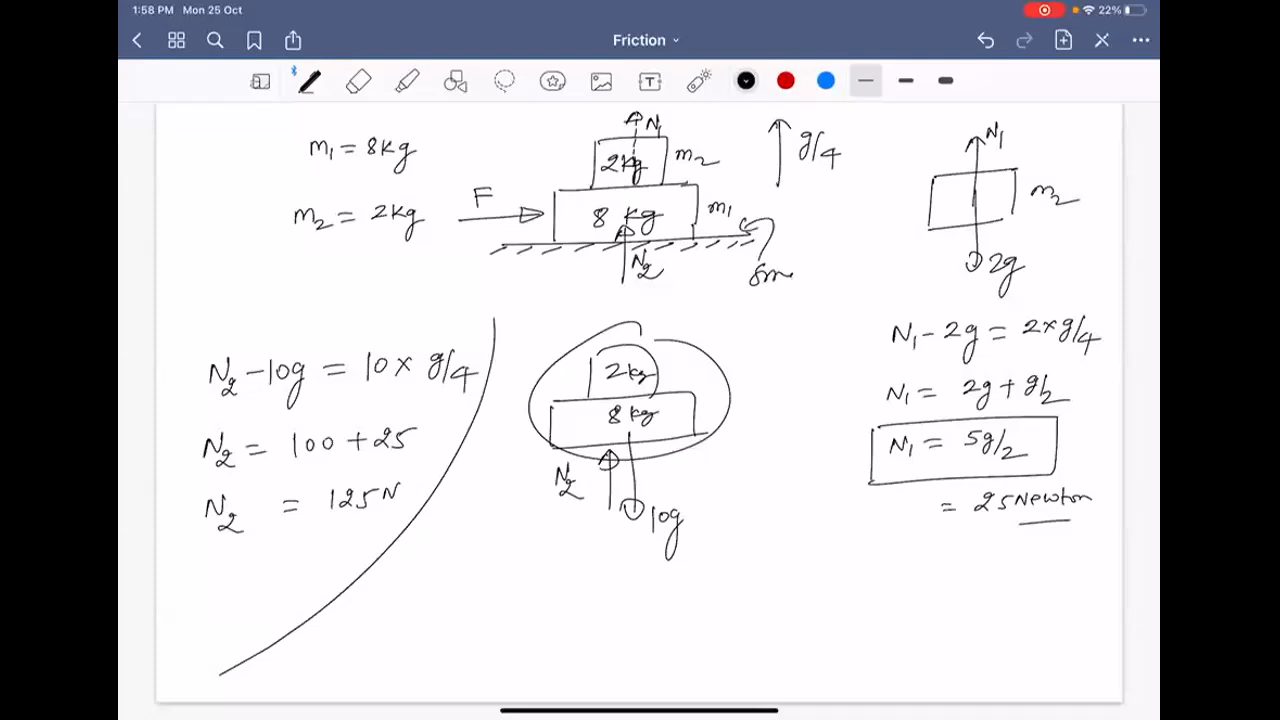 1:58 PM Mon 25 Oct
22%
Friction
T
m₁ = 8kg
m₂ = 2kg
F
N₁
2kg
m₂
8 kg
m₁
N₂
g/4
N₁
m₂
2g
N₂ - 10g = 10 × g/4
N₂ = 100 + 25
N₂ = 125 N
2kg
8 kg
N₂
10g
N₁ - 2g = 2 × g/4
N₁ = 2g + g/2
N₁ = 5g/2
= 25 Newton